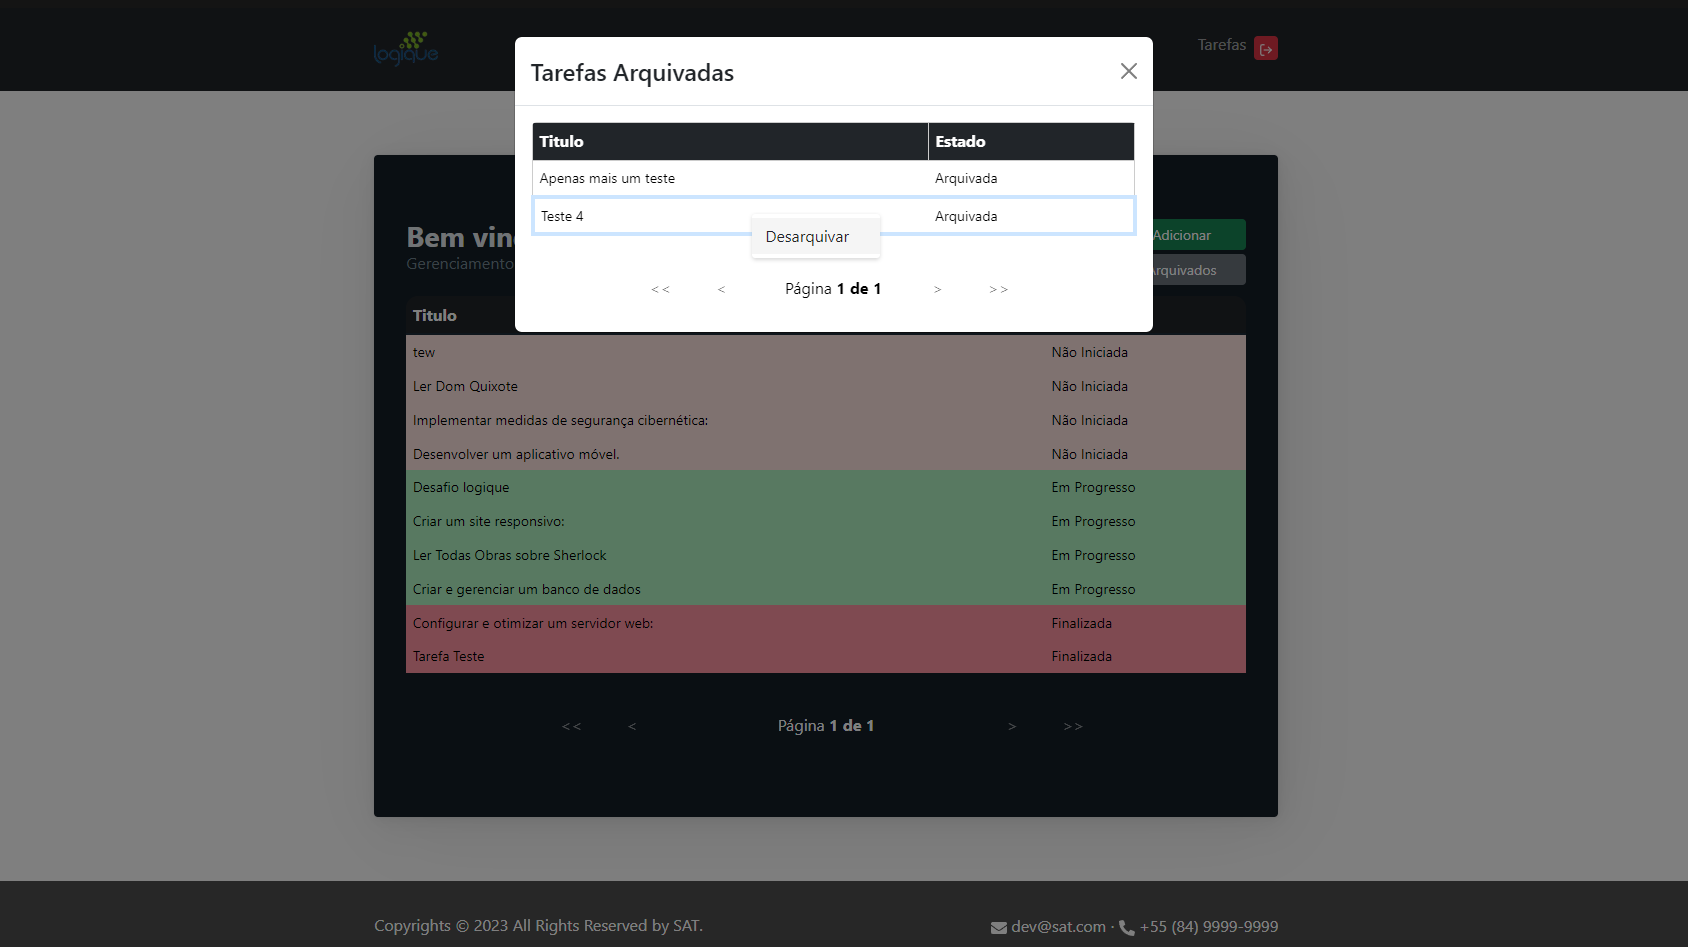 logique
Tarefas
Tarefas Arquivadas
Titulo Estado
Apenas mais um teste Arquivada
Teste 4 Arquivada
Desarquivar
<< < Página 1 de 1 > >>
Bem
Gerenciamento
Adicionar
Arquivados
Titulo
tew Não Iniciada
Ler Dom Quixote Não Iniciada
Implementar medidas de segurança cibernética: Não Iniciada
Desenvolver um aplicativo móvel. Não Iniciada
Desafio logique Em Progresso
Criar um site responsivo: Em Progresso
Ler Todas Obras sobre Sherlock Em Progresso
Criar e gerenciar um banco de dados Em Progresso
Configurar e otimizar um servidor web: Finalizada
Tarefa Teste Finalizada
<< < Página 1 de 1 > >>
Copyrights © 2023 All Rights Reserved by SAT.
dev@sat.com · +55 (84) 9999-9999